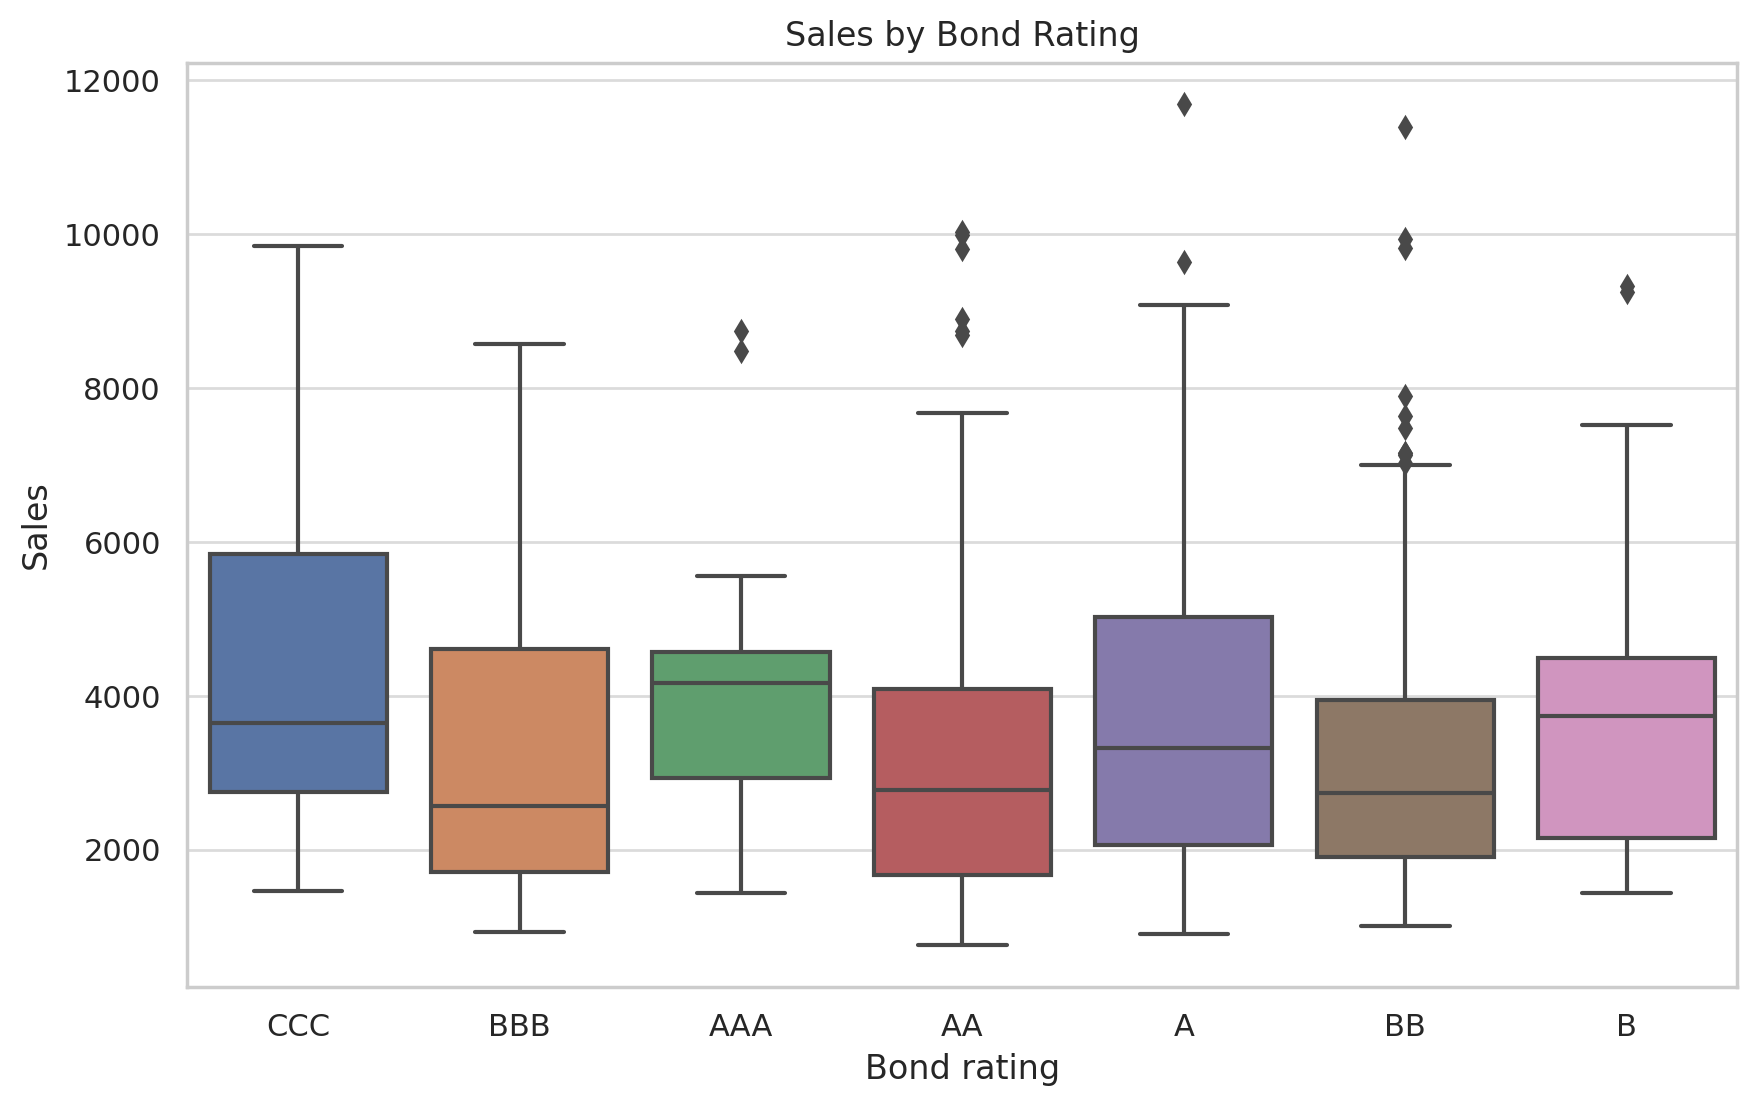 Sales by Bond Rating
12000
10000
8000
6000
4000
2000
Sales
CCC BBB AAA AA A BB B
Bond rating